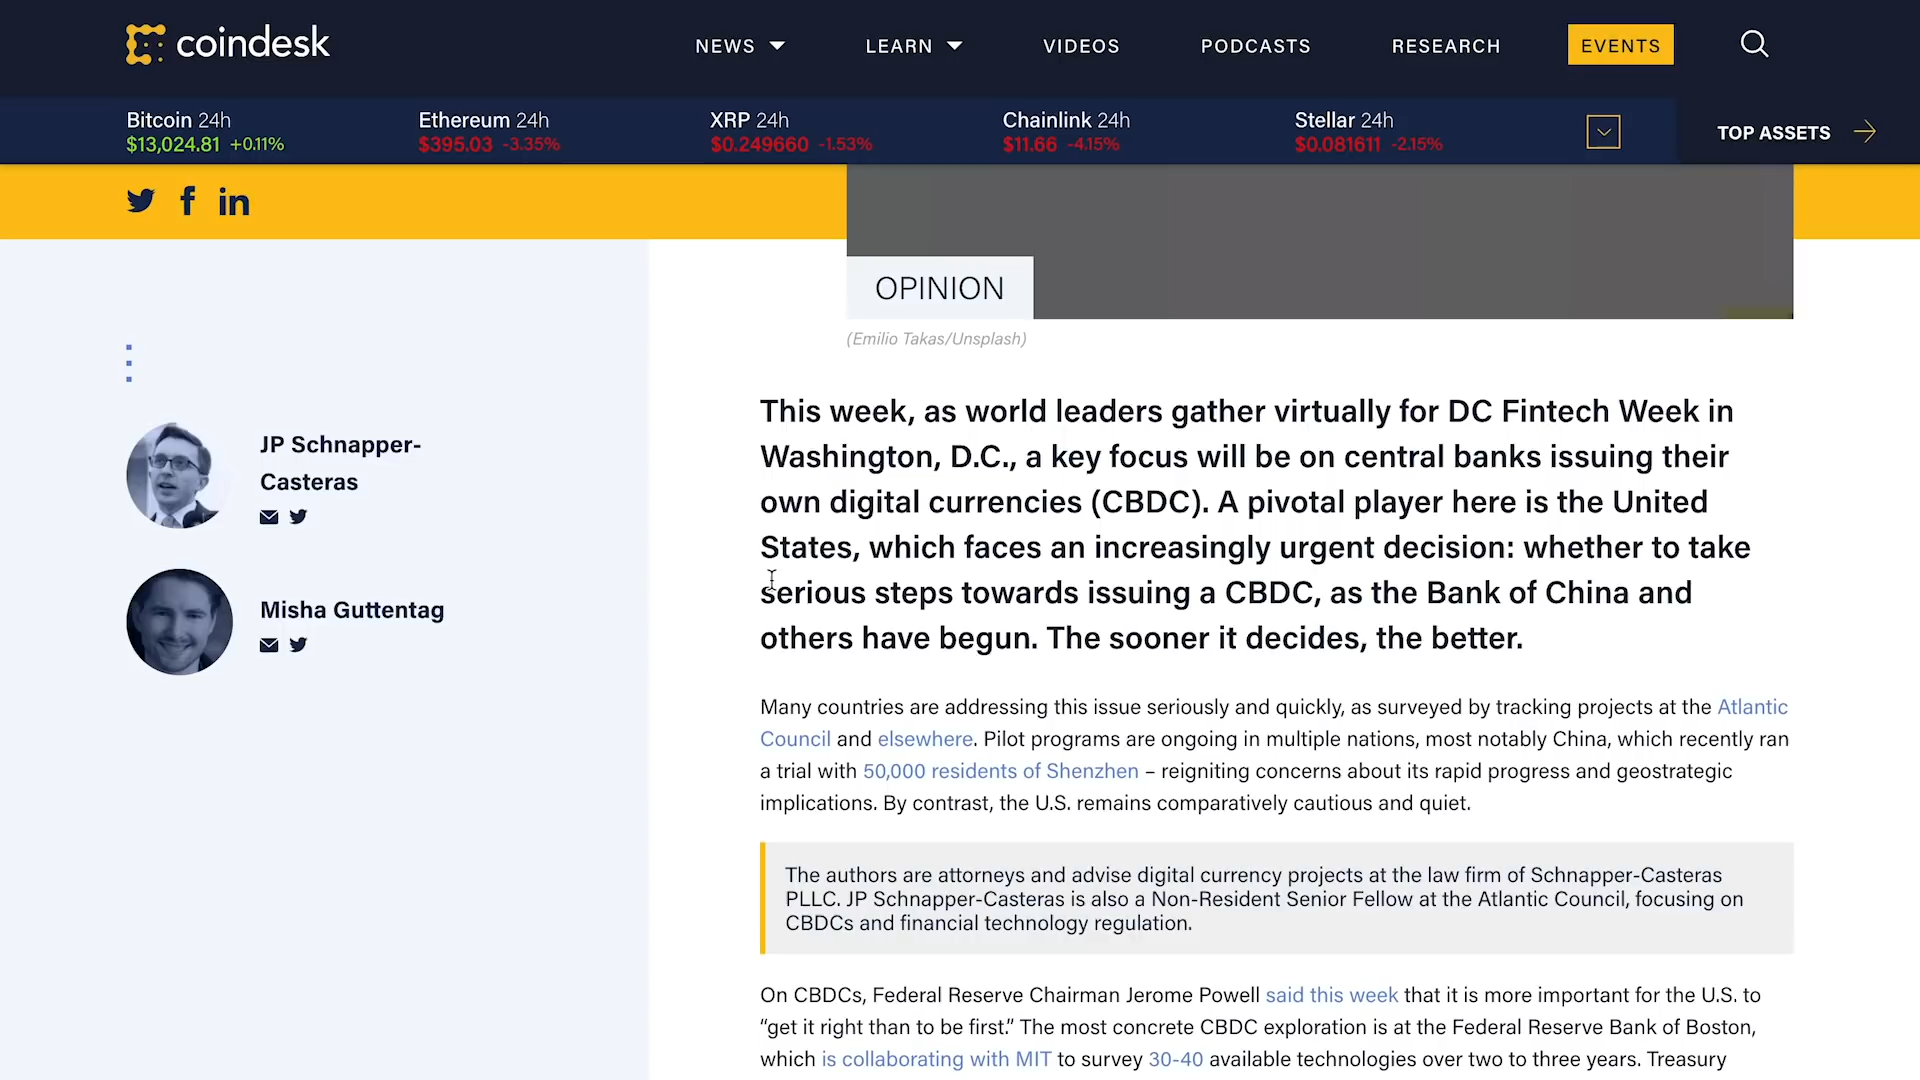 coindesk
NEWS
LEARN
VIDEOS
PODCASTS
RESEARCH
EVENTS
Bitcoin 24h
$13,024.81 +0.11%
Ethereum 24h
$395.03 -3.35%
XRP 24h
$0.249660 -1.53%
Chainlink 24h
$11.66 -4.15%
Stellar 24h
$0.081611 -2.15%
TOP ASSETS
OPINION
(Emilio Takas/Unsplash)
JP Schnapper-
Casteras
Misha Guttentag
This week, as world leaders gather virtually for DC Fintech Week in
Washington, D.C., a key focus will be on central banks issuing their
own digital currencies (CBDC). A pivotal player here is the United
States, which faces an increasingly urgent decision: whether to take
serious steps towards issuing a CBDC, as the Bank of China and
others have begun. The sooner it decides, the better.
Many countries are addressing this issue seriously and quickly, as surveyed by tracking projects at the Atlantic
Council and elsewhere. Pilot programs are ongoing in multiple nations, most notably China, which recently ran
a trial with 50,000 residents of Shenzhen – reigniting concerns about its rapid progress and geostrategic
implications. By contrast, the U.S. remains comparatively cautious and quiet.
The authors are attorneys and advise digital currency projects at the law firm of Schnapper-Casteras
PLLC. JP Schnapper-Casteras is also a Non-Resident Senior Fellow at the Atlantic Council, focusing on
CBDCs and financial technology regulation.
On CBDCs, Federal Reserve Chairman Jerome Powell said this week that it is more important for the U.S. to
“get it right than to be first.” The most concrete CBDC exploration is at the Federal Reserve Bank of Boston,
which is collaborating with MIT to survey 30-40 available technologies over two to three years. Treasury